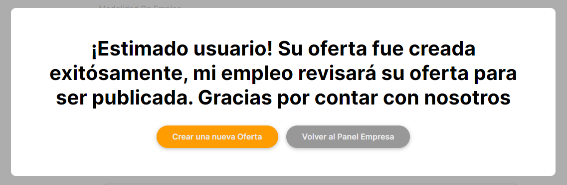 ¡Estimado usuario! Su oferta fue creada
exitósamente, mi empleo revisará su oferta para
ser publicada. Gracias por contar con nosotros
Crear una nueva Oferta
Volver al Panel Empresa